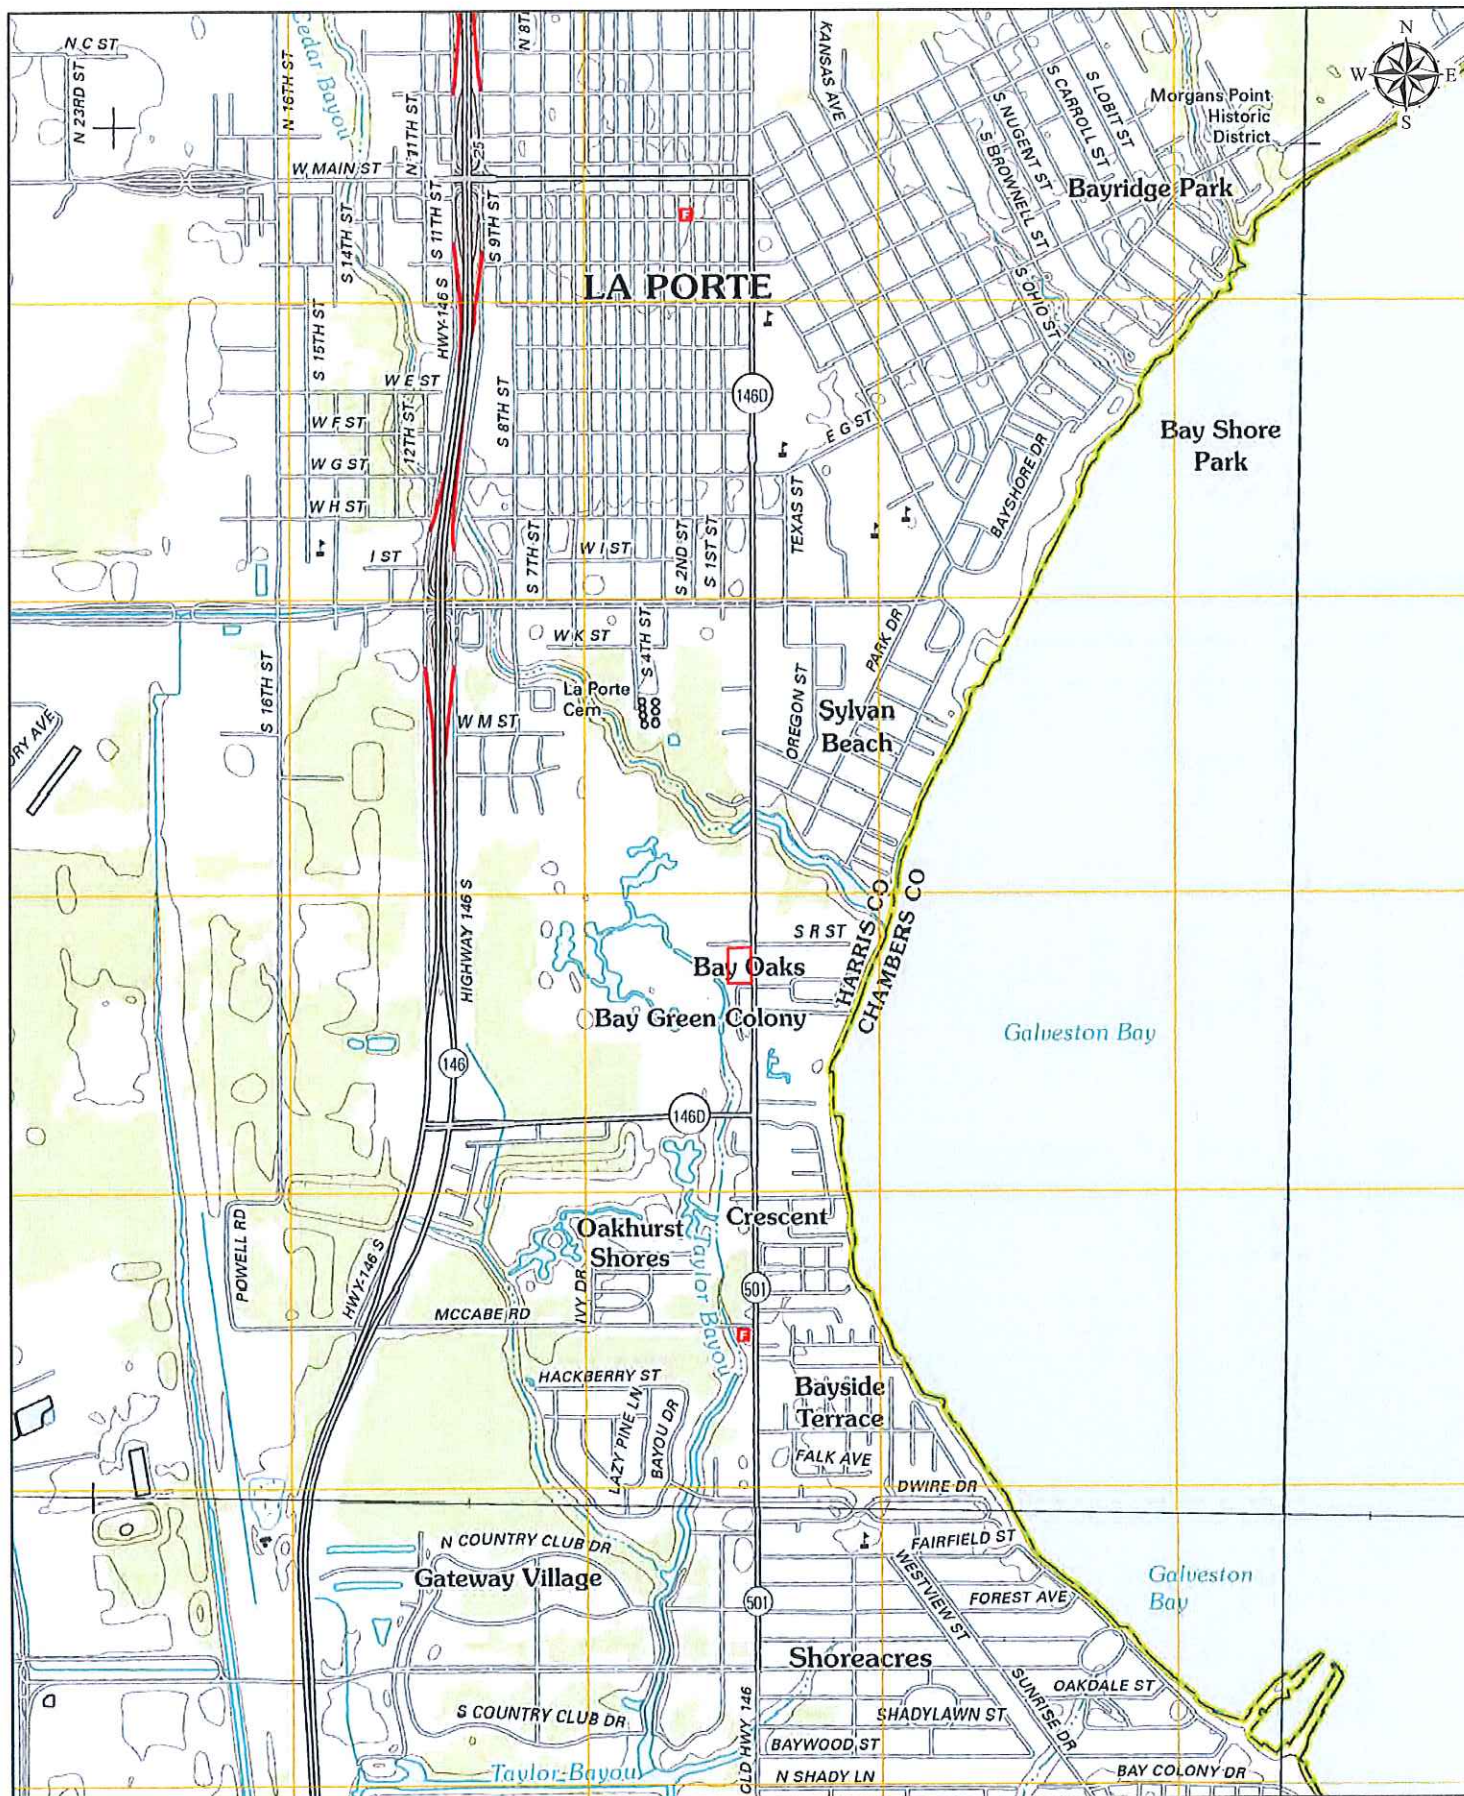 N C ST
N 23RD ST
N 16TH ST
Cedar Bayou
N 11TH ST
KANSAS AVE
S LOBIT ST
S CARROLL ST
S NUGENT ST
S BROWNELL ST
Morgans Point
Historic
District
N
W
E
S
W MAIN ST
S 14TH ST
S 11TH ST
S 9TH ST
Bayridge Park
F
LA PORTE
S OHIO ST
HWY-146 S
S 15TH ST
W E ST
146D
W F ST
12TH ST
S 8TH ST
E G ST
Bay Shore
Park
W G ST
BAYSHORE DR
W H ST
TEXAS ST
I ST
S 7TH ST
W I ST
S 2ND ST
S 1ST ST
W K ST
S 4TH ST
PARK DR
S 16TH ST
La Porte
Cem
OREGON ST
Sylvan
Beach
W M ST
HIGHWAY 146 S
S R ST
HARRIS CO
CHAMBERS CO
Bay Oaks
Bay Green Colony
Galveston Bay
146
146D
POWELL RD
HWY-146 S
Oakhurst
Shores
Crescent
Taylor Bayou
IVY DR
501
MCCABE RD
F
HACKBERRY ST
LAZY PINE LN
BAYOU DR
Bayside
Terrace
FALK AVE
DWIRE DR
N COUNTRY CLUB DR
FAIRFIELD ST
Gateway Village
WESTVIEW ST
FOREST AVE
Galveston
Bay
501
Shoreacres
SUNRISE DR
OAKDALE ST
S COUNTRY CLUB DR
SHADYLAWN ST
OLD HWY 146
BAYWOOD ST
Taylor Bayou
N SHADY LN
BAY COLONY DR